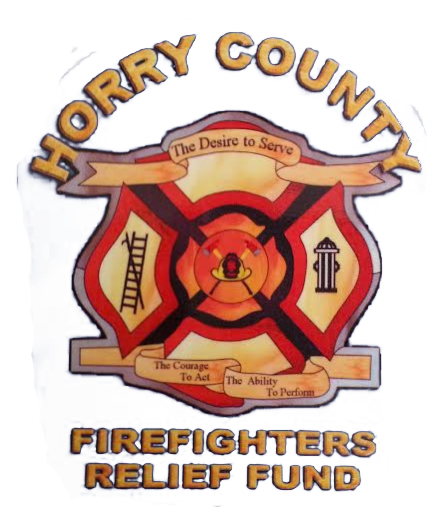 HORRY COUNTY
The Desire to Serve
The Courage
To Act
The Ability
To Perform
FIREFIGHTERS
RELIEF FUND